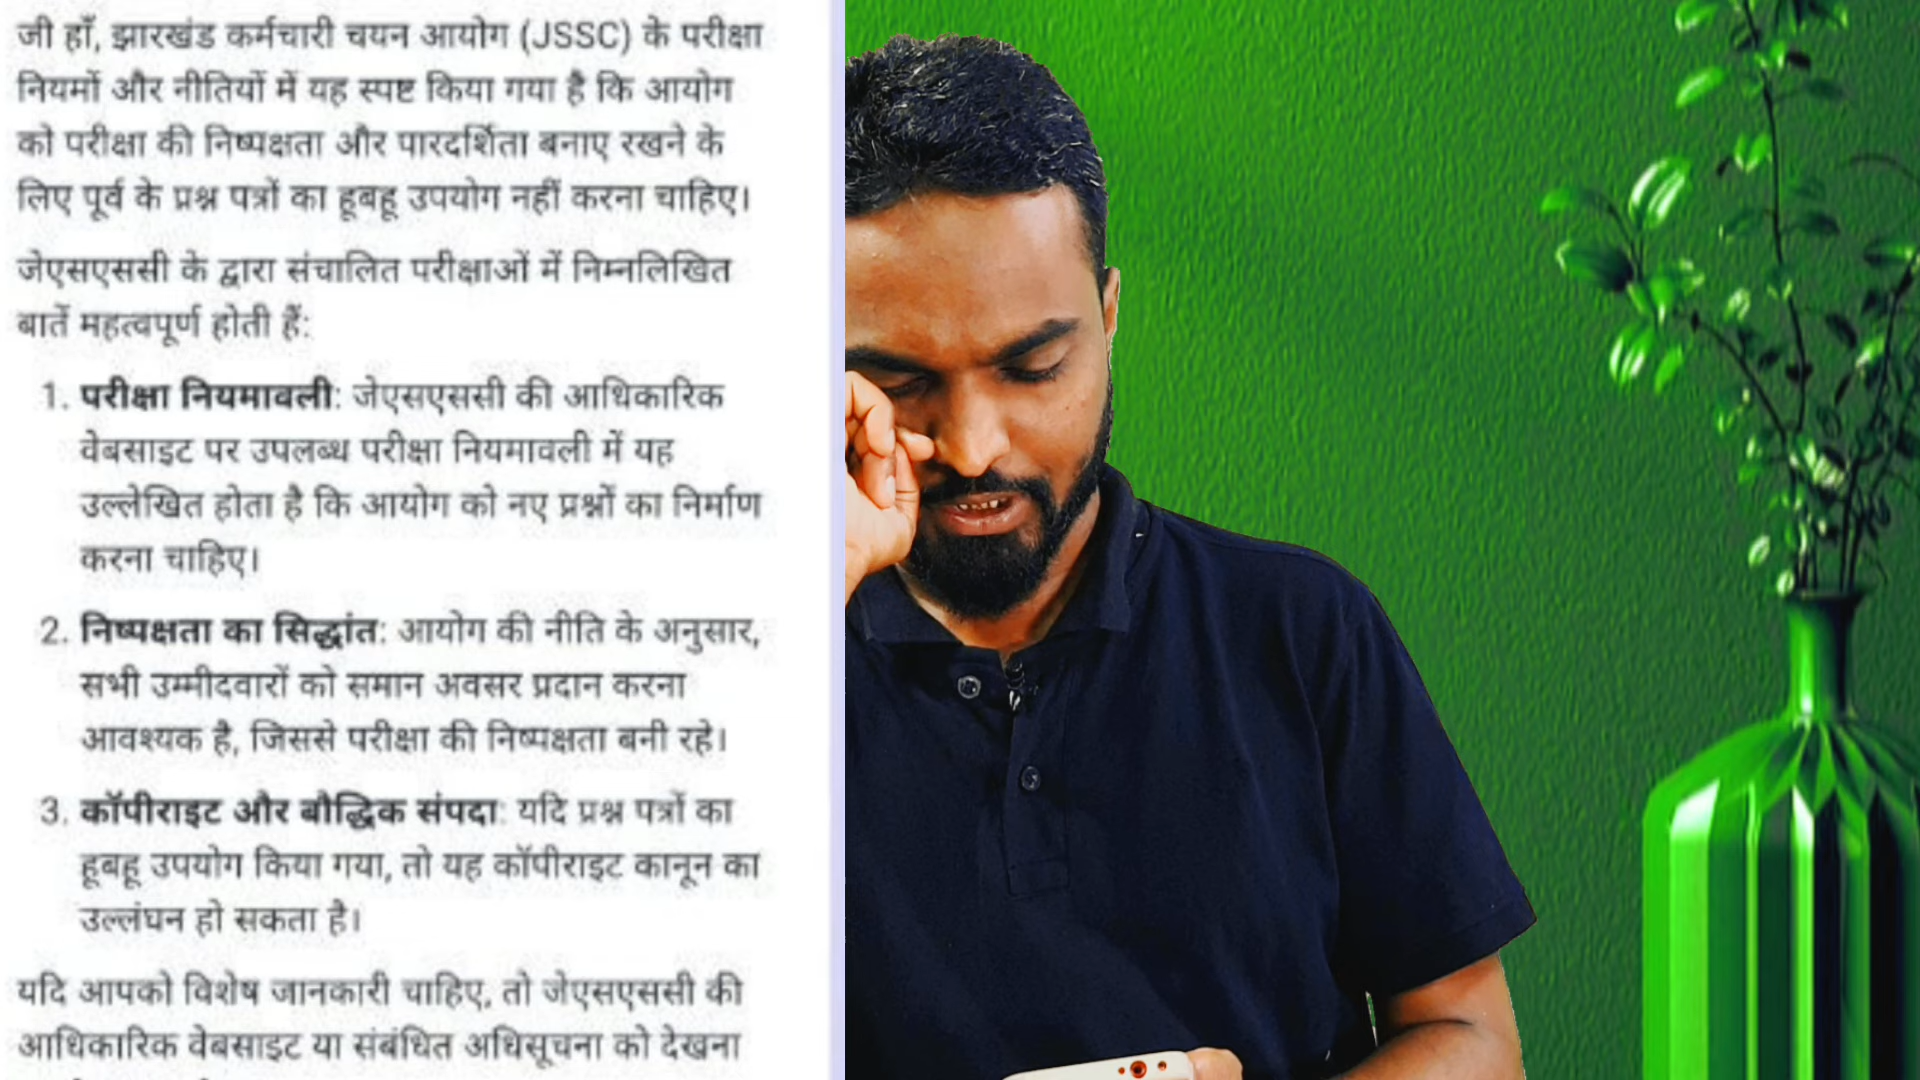 जी हाँ, झारखंड कर्मचारी चयन आयोग (JSSC) के परीक्षा
नियमों और नीतियों में यह स्पष्ट किया गया है कि आयोग
को परीक्षा की निष्पक्षता और पारदर्शिता बनाए रखने के
लिए पूर्व के प्रश्न पत्रों का हूबहू उपयोग नहीं करना चाहिए।
जेएसएससी के द्वारा संचालित परीक्षाओं में निम्नलिखित
बातें महत्वपूर्ण होती हैं:
1. परीक्षा नियमावली: जेएसएससी की आधिकारिक
वेबसाइट पर उपलब्ध परीक्षा नियमावली में यह
उल्लेखित होता है कि आयोग को नए प्रश्नों का निर्माण
करना चाहिए।
2. निष्पक्षता का सिद्धांत: आयोग की नीति के अनुसार,
सभी उम्मीदवारों को समान अवसर प्रदान करना
आवश्यक है, जिससे परीक्षा की निष्पक्षता बनी रहे।
3. कॉपीराइट और बौद्धिक संपदा: यदि प्रश्न पत्रों का
हूबहू उपयोग किया गया, तो यह कॉपीराइट कानून का
उल्लंघन हो सकता है।
यदि आपको विशेष जानकारी चाहिए, तो जेएसएससी की
आधिकारिक वेबसाइट या संबंधित अधिसूचना को देखना